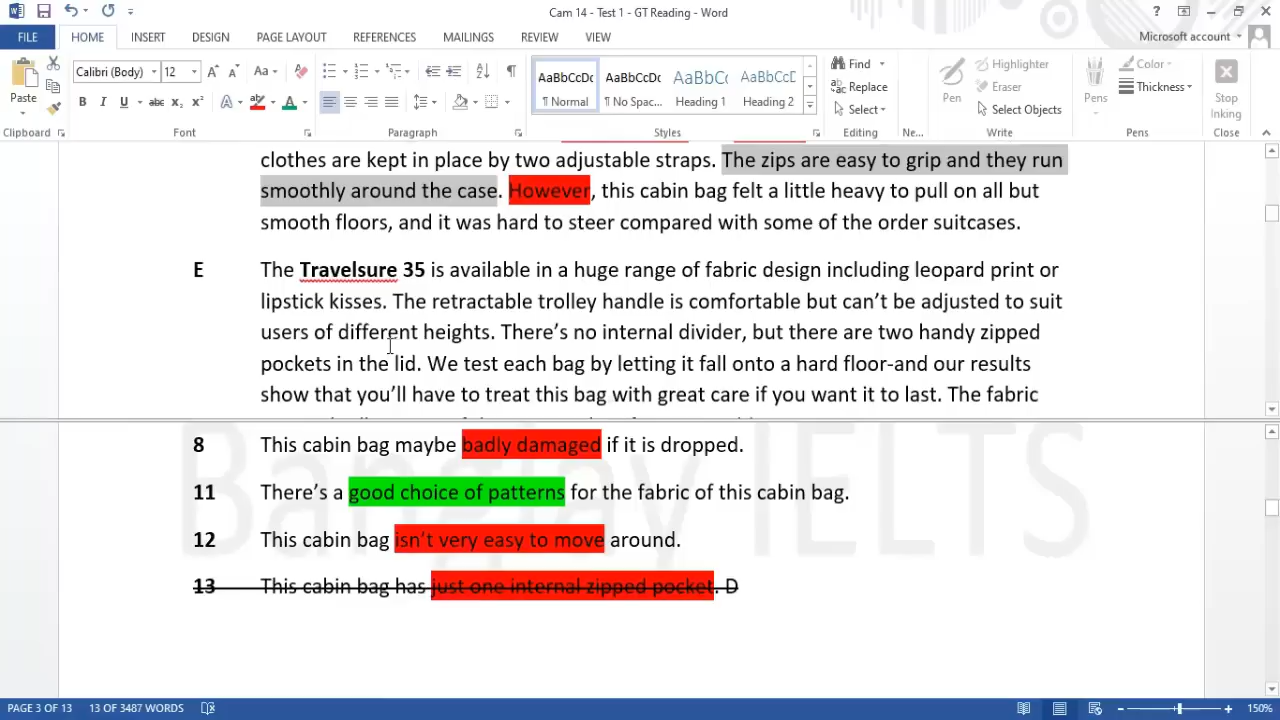 Cam 14 - Test 1 - GT Reading - Word
FILE HOME INSERT DESIGN PAGE LAYOUT REFERENCES MAILINGS REVIEW VIEW Microsoft account
Calibri (Body) 12 Aa
Paste
B I U abc x₂ x² A A
AaBbCcDc AaBbCcDc AaBbCc AaBbCcD
¶ Normal ¶ No Spac... Heading 1 Heading 2
Find Replace Select
Pen Highlighter Eraser Select Objects
Pens Color Thickness
Stop Inking
Clipboard Font Paragraph Styles Editing Ne... Write Pens Close
clothes are kept in place by two adjustable straps. The zips are easy to grip and they run
smoothly around the case. However, this cabin bag felt a little heavy to pull on all but
smooth floors, and it was hard to steer compared with some of the order suitcases.
E The Travelsure 35 is available in a huge range of fabric design including leopard print or
lipstick kisses. The retractable trolley handle is comfortable but can’t be adjusted to suit
users of different heights. There’s no internal divider, but there are two handy zipped
pockets in the lid. We test each bag by letting it fall onto a hard floor-and our results
show that you’ll have to treat this bag with great care if you want it to last. The fabric
8 This cabin bag maybe badly damaged if it is dropped.
11 There’s a good choice of patterns for the fabric of this cabin bag.
12 This cabin bag isn’t very easy to move around.
13 This cabin bag has just one internal zipped pocket. D
Banglay IELTS
PAGE 3 OF 13 13 OF 3487 WORDS 150%